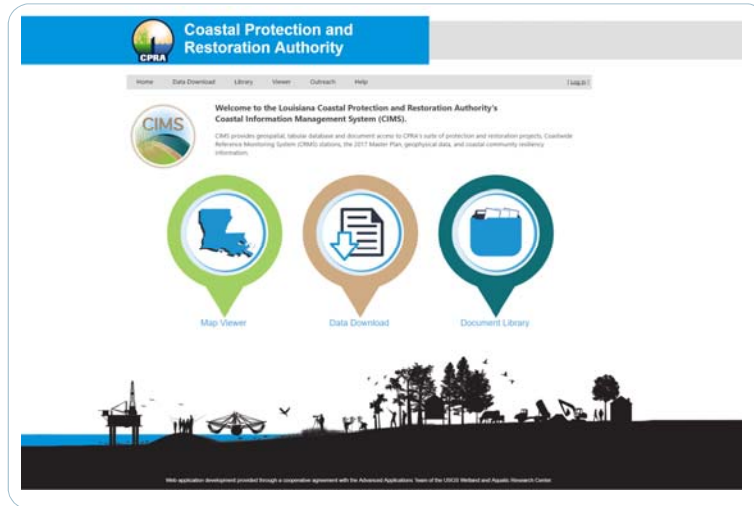 CPRA
Coastal Protection and
Restoration Authority
Home Data Download Library Viewer Outreach Help [ Log in ]
CIMS
Welcome to the Louisiana Coastal Protection and Restoration Authority's
Coastal Information Management System (CIMS).
CIMS provides geospatial, tabular database and document access to CPRA's suite of protection and restoration projects, Coastwide
Reference Monitoring System (CRMS) stations, the 2017 Master Plan, geophysical data, and coastal community resiliency
information.
Map Viewer Data Download Document Library
Web application development provided through a cooperative agreement with the Advanced Applications Team of the USGS Wetland and Aquatic Research Center